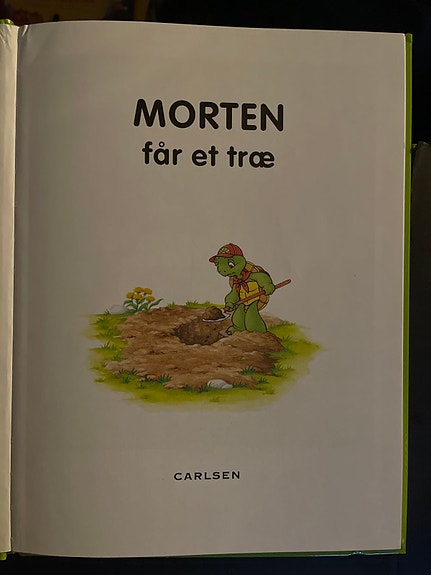 MORTEN
får et træ
CARLSEN